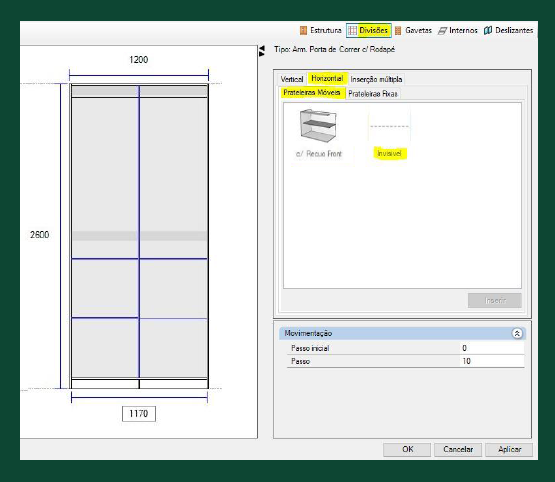 Estrutura Divisões Gavetas Internos Deslizantes
Tipo: Arm. Porta de Correr c/ Rodapé
Vertical Horizontal Inserção múltipla
Prateleiras Móveis Prateleiras Fixas
c/ Recuo Front Invisível
Inserir
1200
2600
1170
Movimentação
Passo inicial 0
Passo 10
OK Cancelar Aplicar